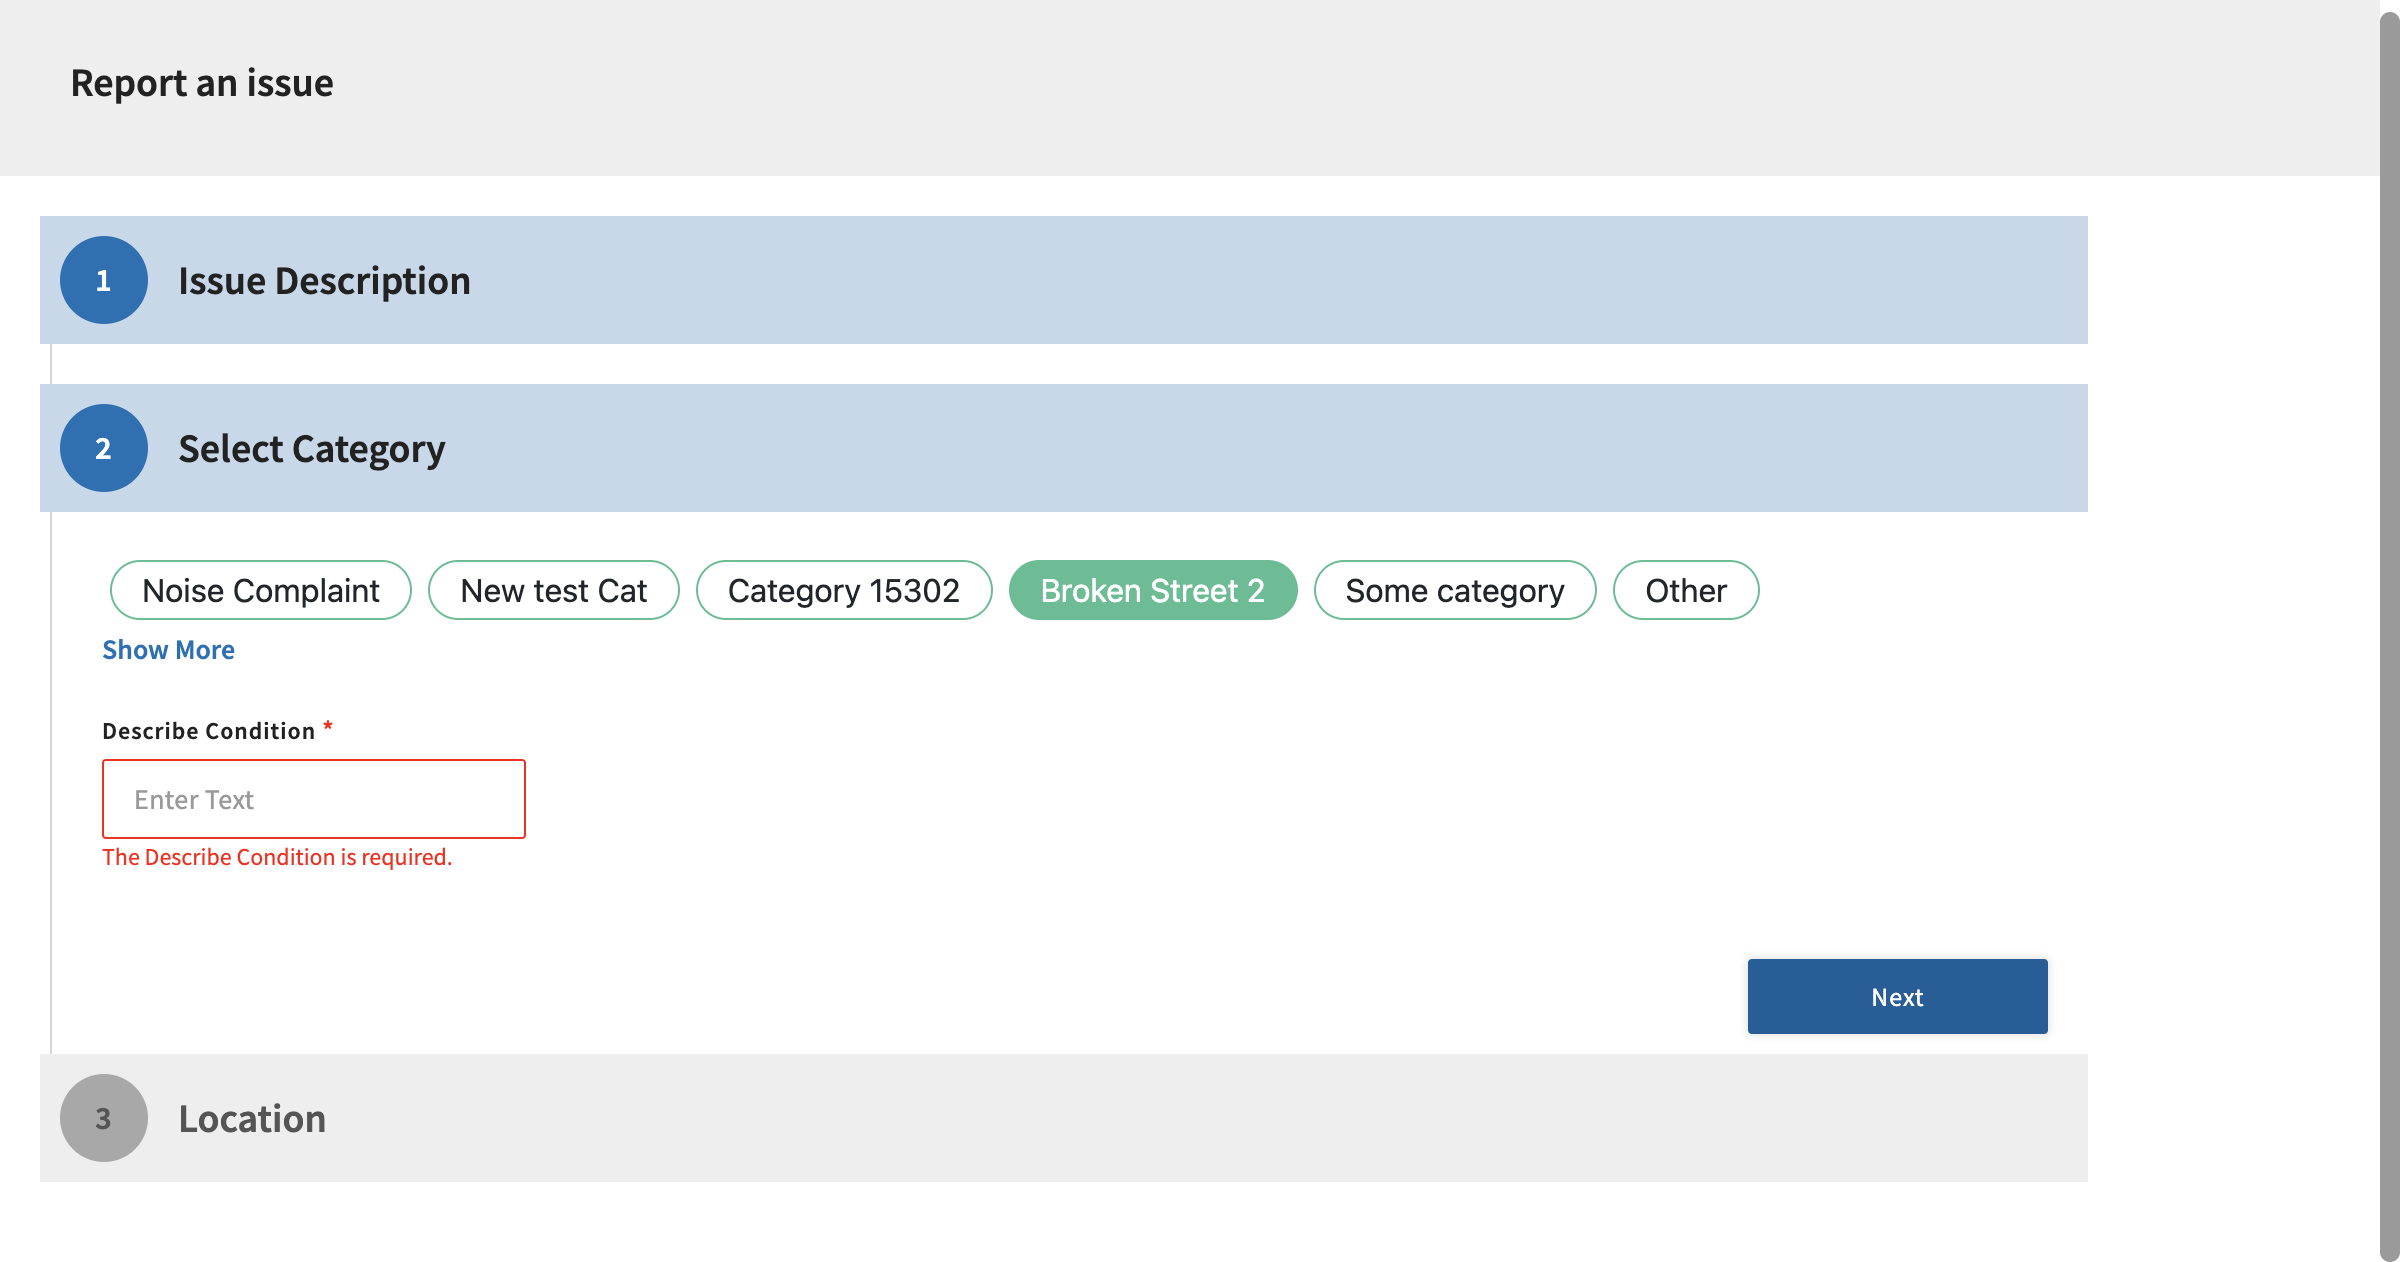 Report an issue
1 Issue Description
2 Select Category
Noise Complaint New test Cat Category 15302 Broken Street 2 Some category Other
Show More
Describe Condition *
Enter Text
The Describe Condition is required.
Next
3 Location